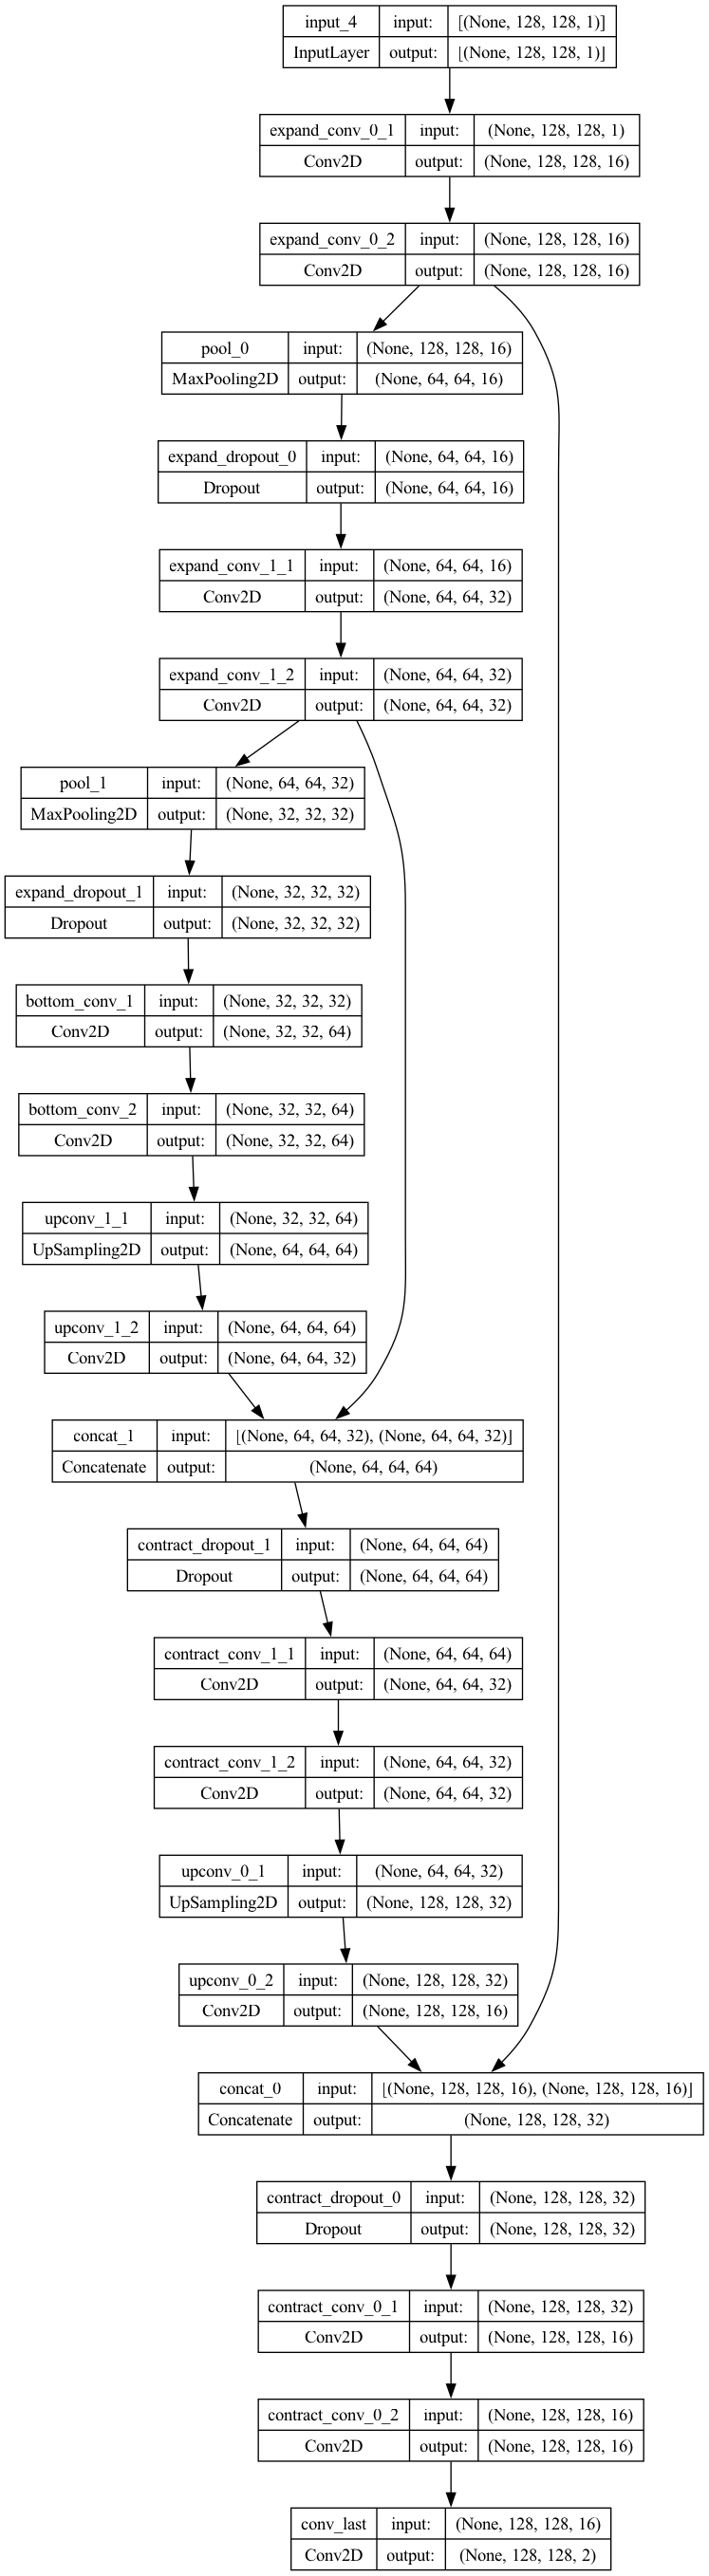 input_4 input: [(None, 128, 128, 1)]
InputLayer output: [(None, 128, 128, 1)]
expand_conv_0_1 input: (None, 128, 128, 1)
Conv2D output: (None, 128, 128, 16)
expand_conv_0_2 input: (None, 128, 128, 16)
Conv2D output: (None, 128, 128, 16)
pool_0 input: (None, 128, 128, 16)
MaxPooling2D output: (None, 64, 64, 16)
expand_dropout_0 input: (None, 64, 64, 16)
Dropout output: (None, 64, 64, 16)
expand_conv_1_1 input: (None, 64, 64, 16)
Conv2D output: (None, 64, 64, 32)
expand_conv_1_2 input: (None, 64, 64, 32)
Conv2D output: (None, 64, 64, 32)
pool_1 input: (None, 64, 64, 32)
MaxPooling2D output: (None, 32, 32, 32)
expand_dropout_1 input: (None, 32, 32, 32)
Dropout output: (None, 32, 32, 32)
bottom_conv_1 input: (None, 32, 32, 32)
Conv2D output: (None, 32, 32, 64)
bottom_conv_2 input: (None, 32, 32, 64)
Conv2D output: (None, 32, 32, 64)
upconv_1_1 input: (None, 32, 32, 64)
UpSampling2D output: (None, 64, 64, 64)
upconv_1_2 input: (None, 64, 64, 64)
Conv2D output: (None, 64, 64, 32)
concat_1 input: [(None, 64, 64, 32), (None, 64, 64, 32)]
Concatenate output: (None, 64, 64, 64)
contract_dropout_1 input: (None, 64, 64, 64)
Dropout output: (None, 64, 64, 64)
contract_conv_1_1 input: (None, 64, 64, 64)
Conv2D output: (None, 64, 64, 32)
contract_conv_1_2 input: (None, 64, 64, 32)
Conv2D output: (None, 64, 64, 32)
upconv_0_1 input: (None, 64, 64, 32)
UpSampling2D output: (None, 128, 128, 32)
upconv_0_2 input: (None, 128, 128, 32)
Conv2D output: (None, 128, 128, 16)
concat_0 input: [(None, 128, 128, 16), (None, 128, 128, 16)]
Concatenate output: (None, 128, 128, 32)
contract_dropout_0 input: (None, 128, 128, 32)
Dropout output: (None, 128, 128, 32)
contract_conv_0_1 input: (None, 128, 128, 32)
Conv2D output: (None, 128, 128, 16)
contract_conv_0_2 input: (None, 128, 128, 16)
Conv2D output: (None, 128, 128, 16)
conv_last input: (None, 128, 128, 16)
Conv2D output: (None, 128, 128, 2)